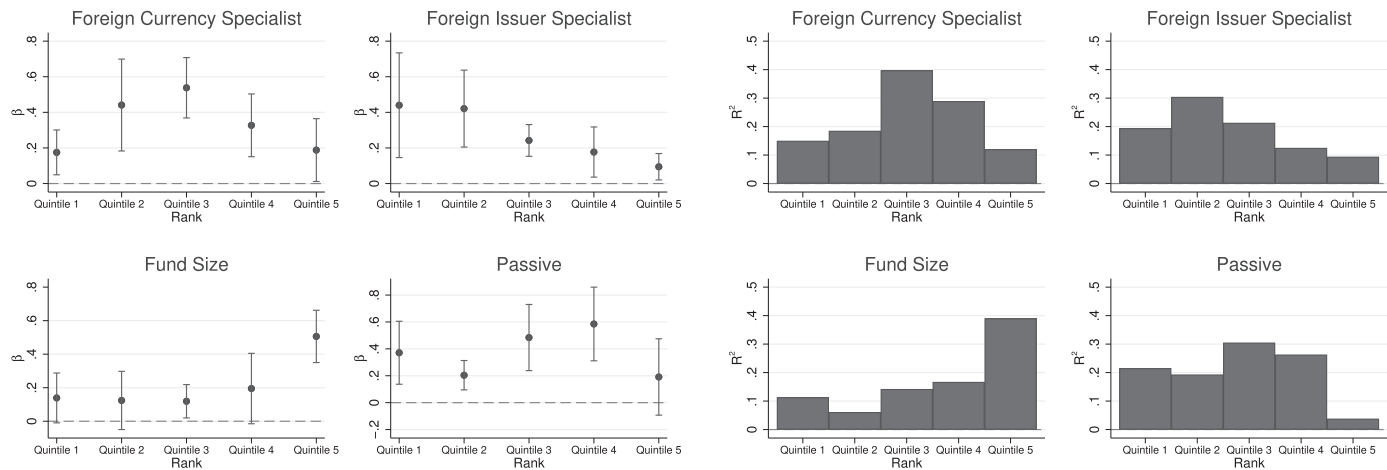 Foreign Currency Specialist
β
.8
.6
.4
.2
0
Quintile 1 Quintile 2 Quintile 3 Quintile 4 Quintile 5
Rank
Foreign Issuer Specialist
β
.8
.6
.4
.2
0
Quintile 1 Quintile 2 Quintile 3 Quintile 4 Quintile 5
Rank
Foreign Currency Specialist
R²
.5
.4
.3
.2
.1
0
Quintile 1 Quintile 2 Quintile 3 Quintile 4 Quintile 5
Rank
Foreign Issuer Specialist
R²
.5
.4
.3
.2
.1
0
Quintile 1 Quintile 2 Quintile 3 Quintile 4 Quintile 5
Rank
Fund Size
β
.8
.6
.4
.2
0
Quintile 1 Quintile 2 Quintile 3 Quintile 4 Quintile 5
Rank
Passive
β
.8
.6
.4
.2
0
-.2
Quintile 1 Quintile 2 Quintile 3 Quintile 4 Quintile 5
Rank
Fund Size
R²
.5
.4
.3
.2
.1
0
Quintile 1 Quintile 2 Quintile 3 Quintile 4 Quintile 5
Rank
Passive
R²
.5
.4
.3
.2
.1
0
Quintile 1 Quintile 2 Quintile 3 Quintile 4 Quintile 5
Rank